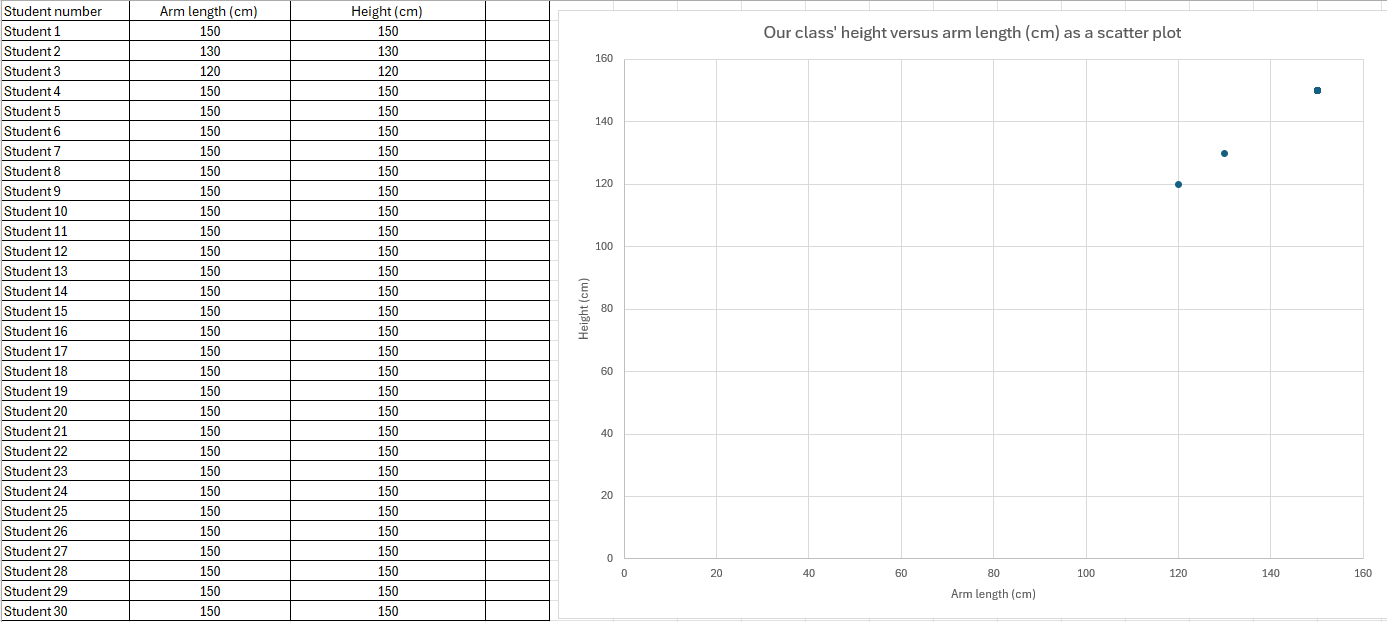 Student number Arm length (cm) Height (cm)
Student 1 150 150
Student 2 130 130
Student 3 120 120
Student 4 150 150
Student 5 150 150
Student 6 150 150
Student 7 150 150
Student 8 150 150
Student 9 150 150
Student 10 150 150
Student 11 150 150
Student 12 150 150
Student 13 150 150
Student 14 150 150
Student 15 150 150
Student 16 150 150
Student 17 150 150
Student 18 150 150
Student 19 150 150
Student 20 150 150
Student 21 150 150
Student 22 150 150
Student 23 150 150
Student 24 150 150
Student 25 150 150
Student 26 150 150
Student 27 150 150
Student 28 150 150
Student 29 150 150
Student 30 150 150
Our class' height versus arm length (cm) as a scatter plot
160
140
120
100
80
60
40
20
0
Height (cm)
0 20 40 60 80 100 120 140 160
Arm length (cm)